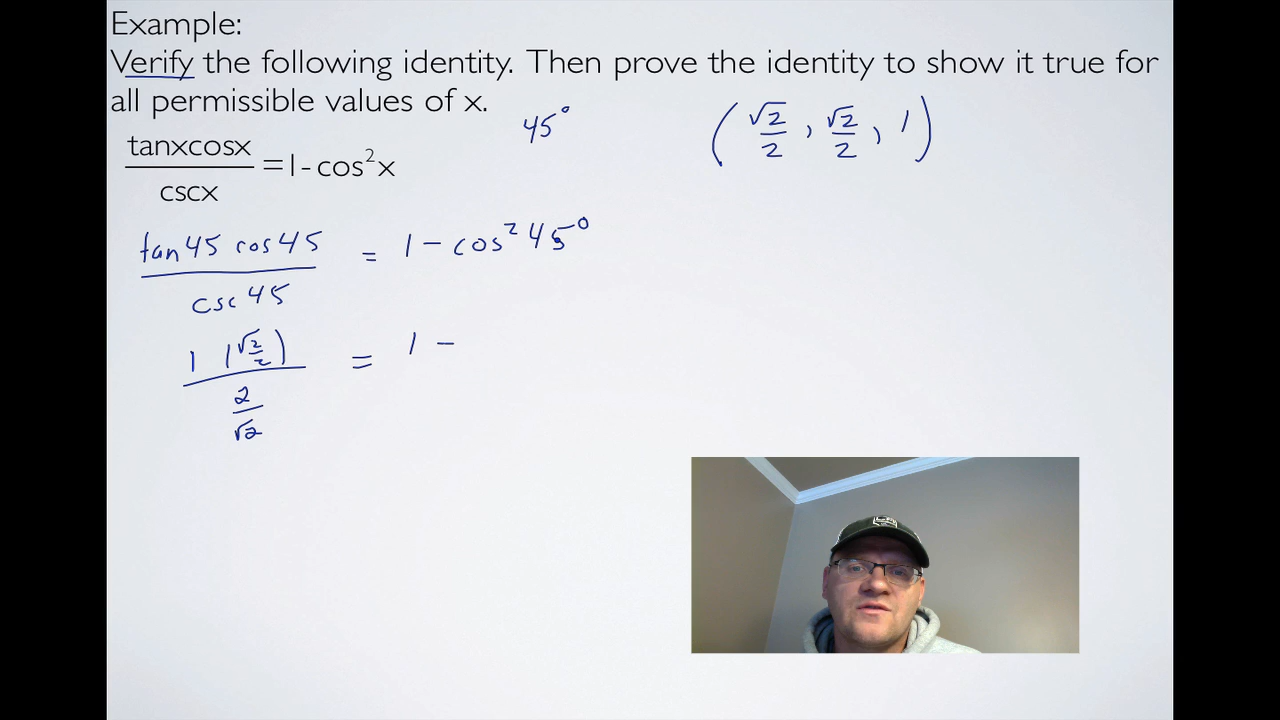 Example:
Verify the following identity. Then prove the identity to show it true for
all permissible values of x.
45° (√2/2, √2/2, 1)
tanxcosx/cscx =1-cos²x
tan45 cos45/csc45 = 1 - cos²45°
1 (√2/2)/(2/√2) = 1 -